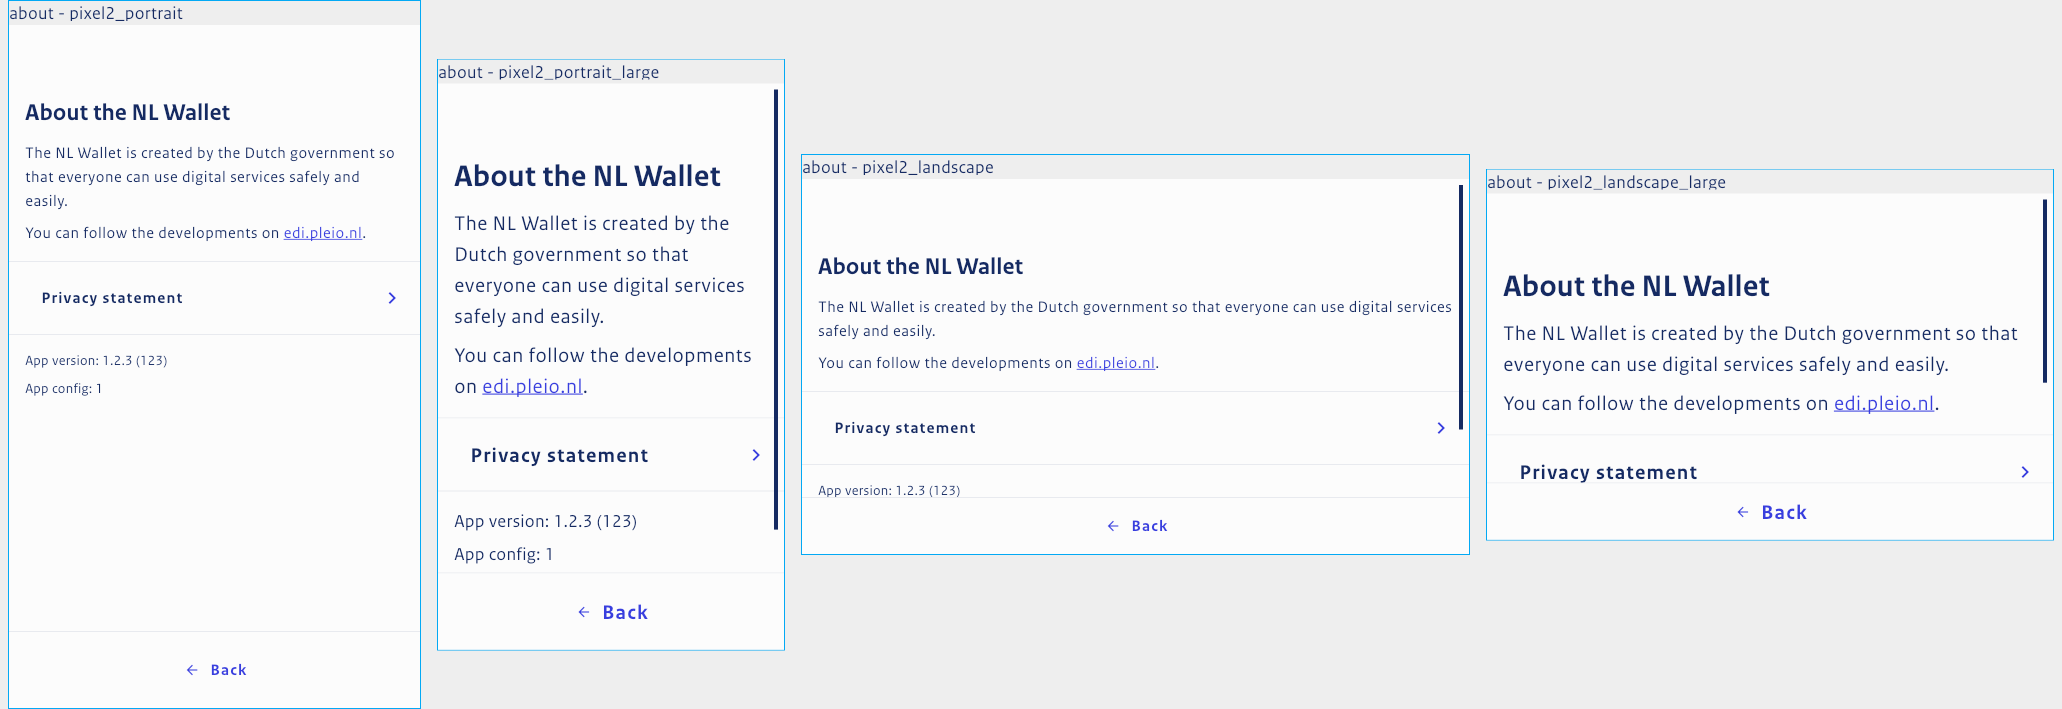 about - pixel2_portrait
About the NL Wallet
The NL Wallet is created by the Dutch government so
that everyone can use digital services safely and
easily.
You can follow the developments on edi.pleio.nl.
Privacy statement
App version: 1.2.3 (123)
App config: 1
Back
about - pixel2_portrait_large
About the NL Wallet
The NL Wallet is created by the
Dutch government so that
everyone can use digital services
safely and easily.
You can follow the developments
on edi.pleio.nl.
Privacy statement
App version: 1.2.3 (123)
App config: 1
Back
about - pixel2_landscape
About the NL Wallet
The NL Wallet is created by the Dutch government so that everyone can use digital services
safely and easily.
You can follow the developments on edi.pleio.nl.
Privacy statement
App version: 1.2.3 (123)
Back
about - pixel2_landscape_large
About the NL Wallet
The NL Wallet is created by the Dutch government so that
everyone can use digital services safely and easily.
You can follow the developments on edi.pleio.nl.
Privacy statement
Back